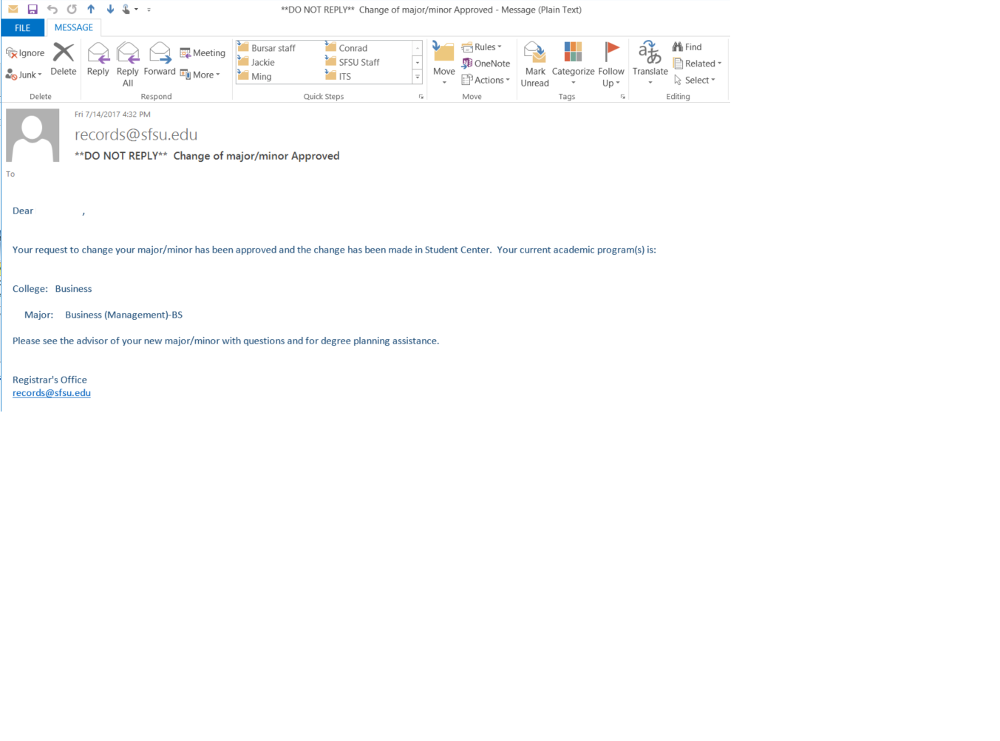 **DO NOT REPLY**  Change of major/minor Approved - Message (Plain Text)
FILE MESSAGE
Ignore
Junk
Delete
Delete
Reply
Reply All
Forward
Meeting
More
Respond
Bursar staff Conrad
Jackie SFSU Staff
Ming ITS
Quick Steps
Move
Rules
OneNote
Actions
Move
Mark Unread
Categorize
Follow Up
Tags
Translate
Find
Related
Select
Editing
Fri 7/14/2017 4:32 PM
records@sfsu.edu
**DO NOT REPLY**  Change of major/minor Approved
To
Dear ,
Your request to change your major/minor has been approved and the change has been made in Student Center.  Your current academic program(s) is:
College:   Business
Major:     Business (Management)-BS
Please see the advisor of your new major/minor with questions and for degree planning assistance.
Registrar's Office
records@sfsu.edu